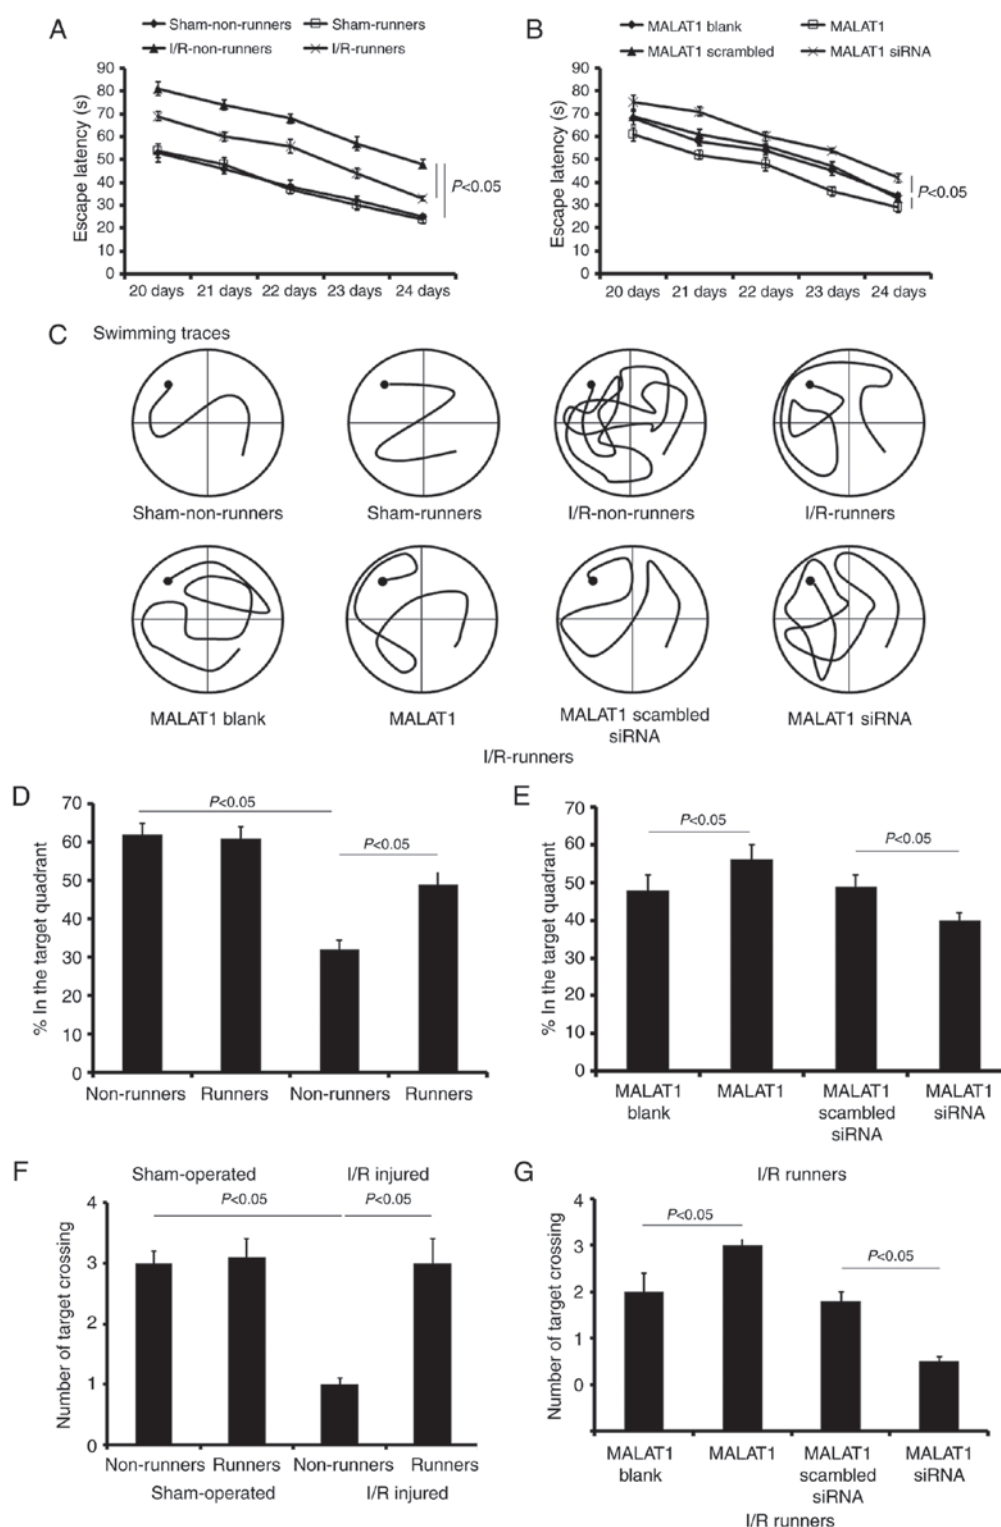 A
Sham-non-runners
Sham-runners
I/R-non-runners
I/R-runners
Escape latency (s)
90
80
70
60
50
40
30
20
10
0
P<0.05
20 days 21 days 22 days 23 days 24 days
B
MALAT1 blank
MALAT1
MALAT1 scrambled
MALAT1 siRNA
Escape latency (s)
90
80
70
60
50
40
30
20
10
0
P<0.05
20 days 21 days 22 days 23 days 24 days
C
Swimming traces
Sham-non-runners
Sham-runners
I/R-non-runners
I/R-runners
MALAT1 blank
MALAT1
MALAT1 scambled
siRNA
MALAT1 siRNA
I/R-runners
D
% In the target quadrant
70
60
50
40
30
20
10
0
P<0.05
P<0.05
Non-runners Runners Non-runners Runners
Sham-operated I/R injured
E
% In the target quadrant
70
60
50
40
30
20
10
0
P<0.05
P<0.05
MALAT1
blank
MALAT1
MALAT1
scambled
siRNA
MALAT1
siRNA
I/R runners
F
Number of target crossing
4
3
2
1
0
P<0.05
P<0.05
Non-runners Runners Non-runners Runners
Sham-operated I/R injured
G
Number of target crossing
4
3
2
1
0
P<0.05
P<0.05
MALAT1
blank
MALAT1
MALAT1
scambled
siRNA
MALAT1
siRNA
I/R runners